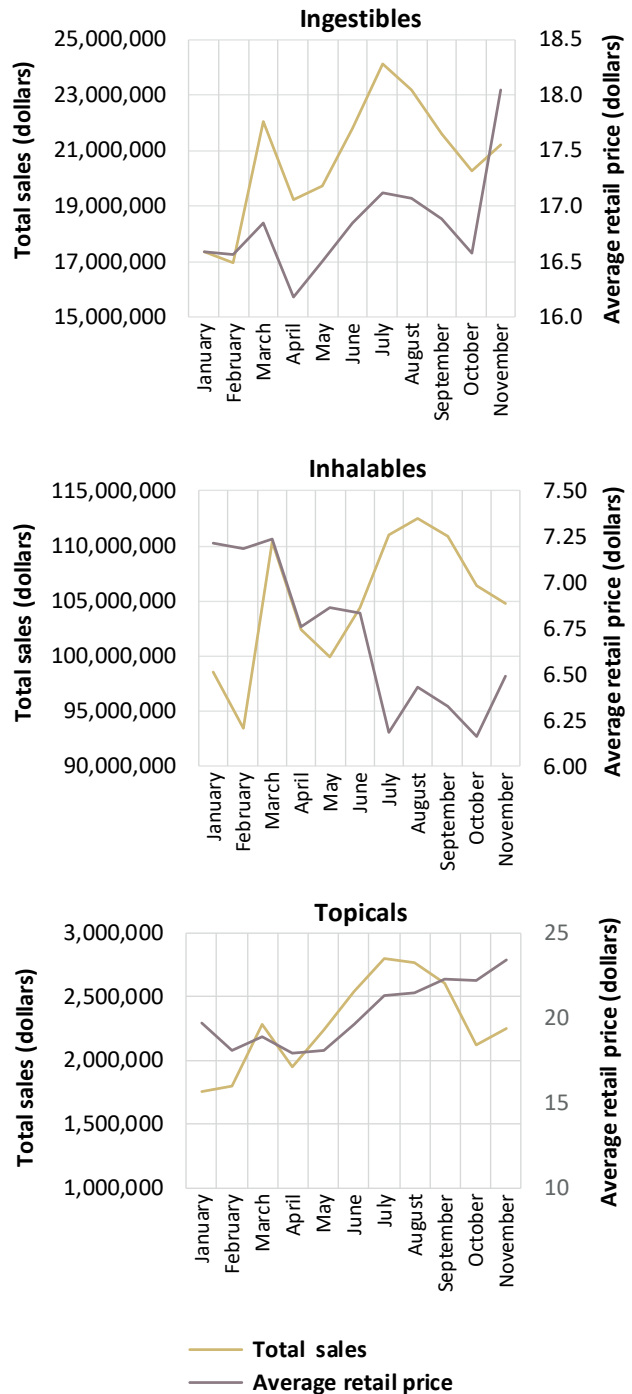 Ingestibles
Total sales (dollars)
25,000,000
23,000,000
21,000,000
19,000,000
17,000,000
15,000,000
18.5
18.0
17.5
17.0
16.5
16.0
Average retail price (dollars)
January
February
March
April
May
June
July
August
September
October
November
Inhalables
Total sales (dollars)
115,000,000
110,000,000
105,000,000
100,000,000
95,000,000
90,000,000
7.50
7.25
7.00
6.75
6.50
6.25
6.00
Average retail price (dollars)
January
February
March
April
May
June
July
August
September
October
November
Topicals
Total sales (dollars)
3,000,000
2,500,000
2,000,000
1,500,000
1,000,000
25
20
15
10
Average retail price (dollars)
January
February
March
April
May
June
July
August
September
October
November
Total sales
Average retail price